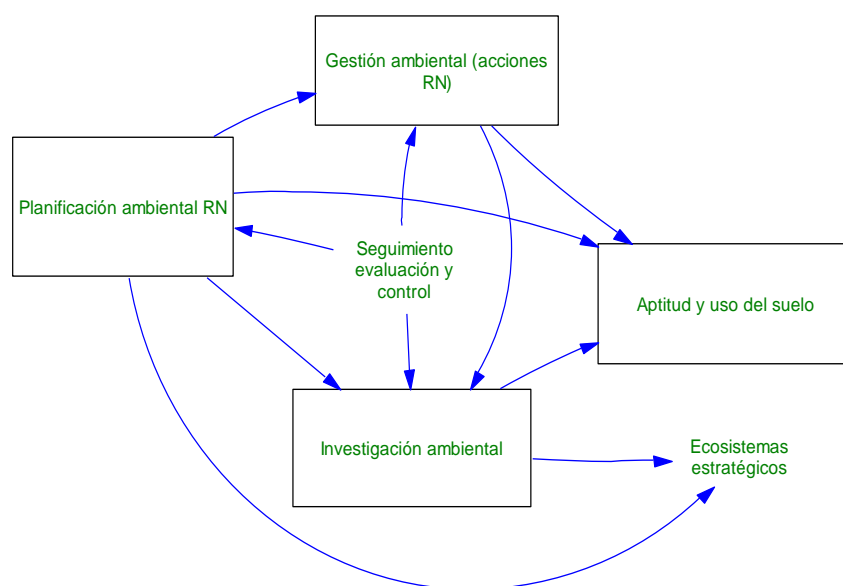 Gestión ambiental (acciones
RN)
Planificación ambiental RN
Seguimiento
evaluación y
control
Aptitud y uso del suelo
Investigación ambiental
Ecosistemas
estratégicos